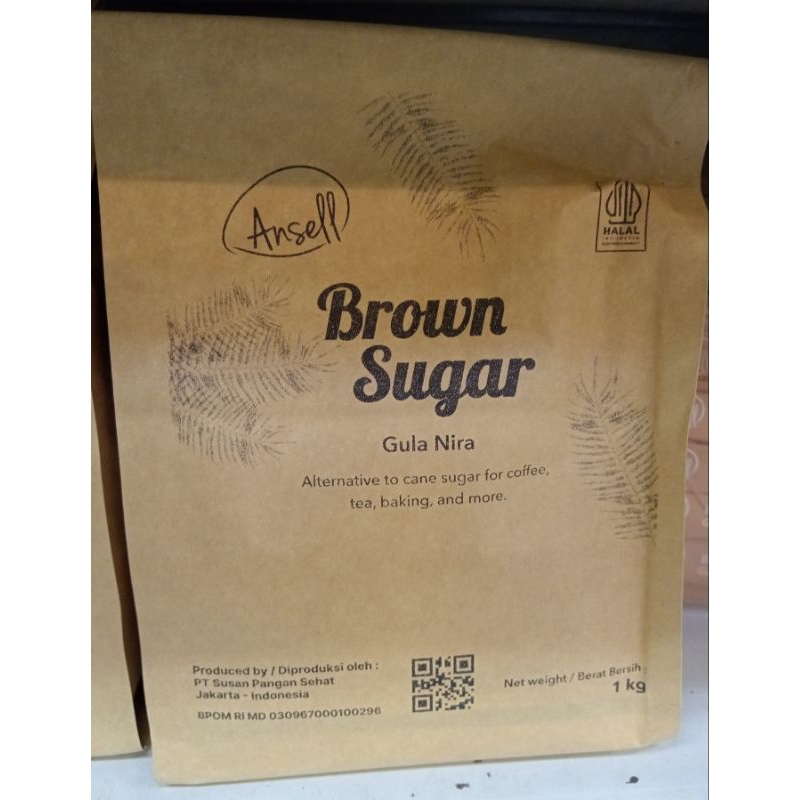 Ansell
HALAL
INDONESIA
Brown
Sugar
Gula Nira
Alternative to cane sugar for coffee,
tea, baking, and more.
Produced by / Diproduksi oleh :
PT Susan Pangan Sehat
Jakarta - Indonesia
BPOM RI MD 030967000100296
Net weight / Berat Bersih :
1 kg